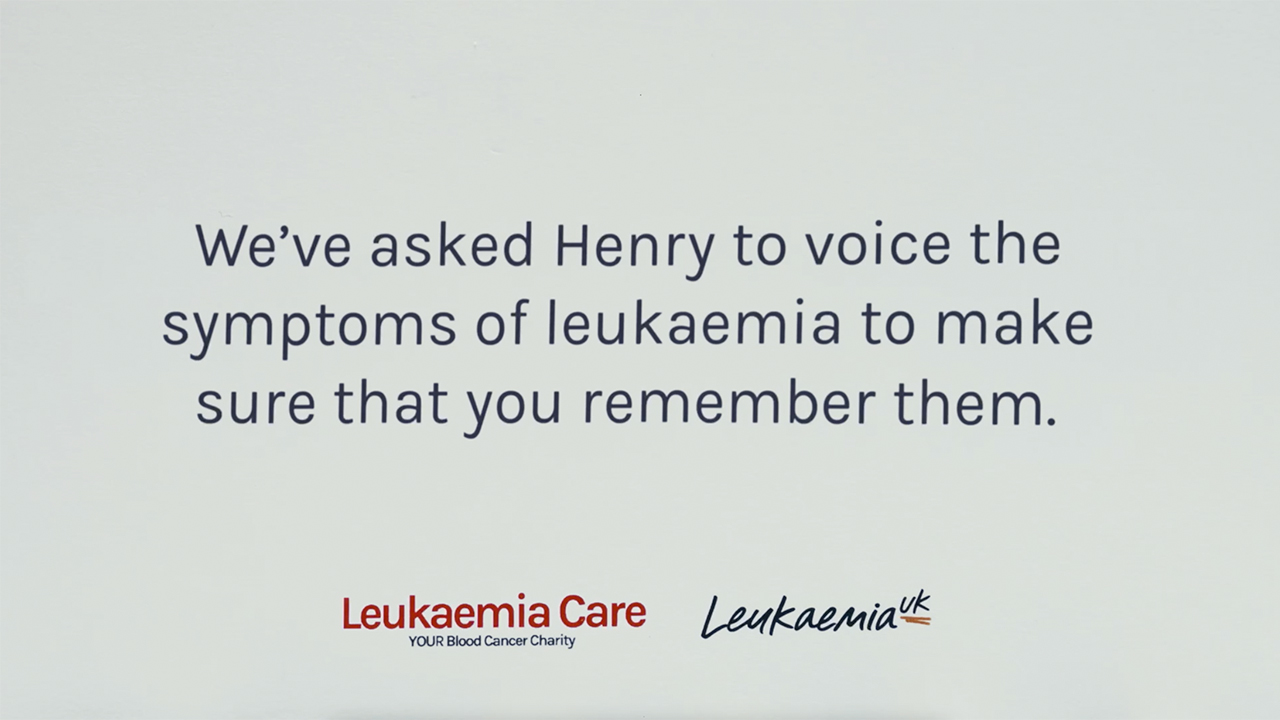 We’ve asked Henry to voice the
symptoms of leukaemia to make
sure that you remember them.
Leukaemia Care
YOUR Blood Cancer Charity
Leukaemia UK